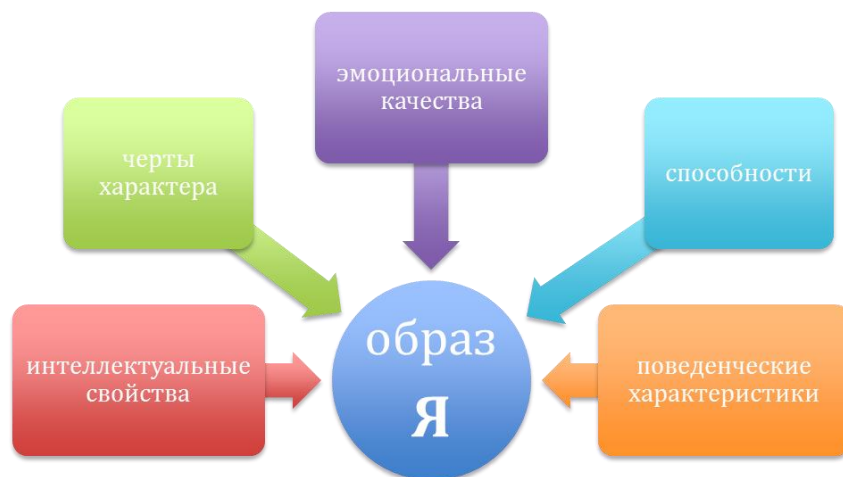 эмоциональные
качества
черты
характера
способности
интеллектуальные
свойства
образ
Я
поведенческие
характеристики